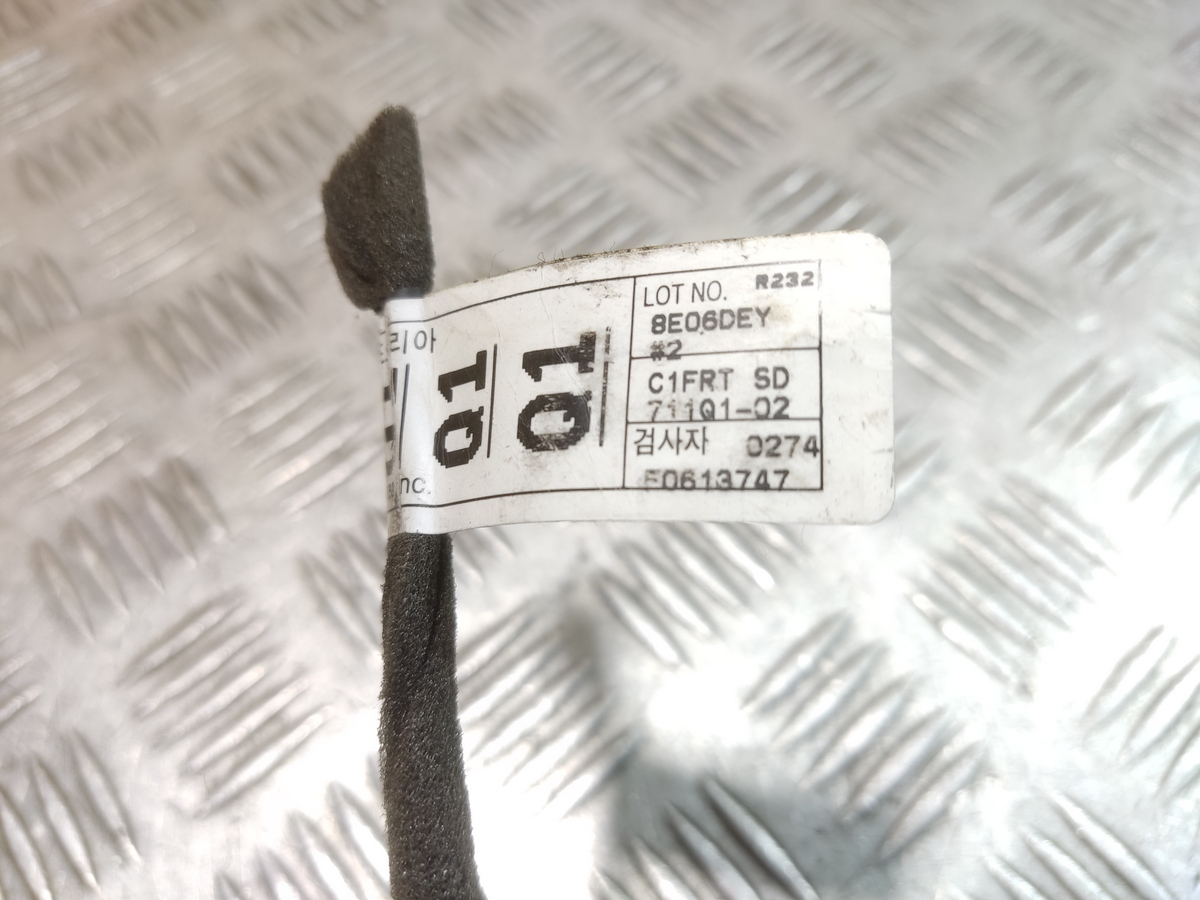 리아
Q1
Q1
nc.
LOT NO. R232
8E06DEY
#2
C1FRT SD
711Q1-02
검사자 0274
E0613747